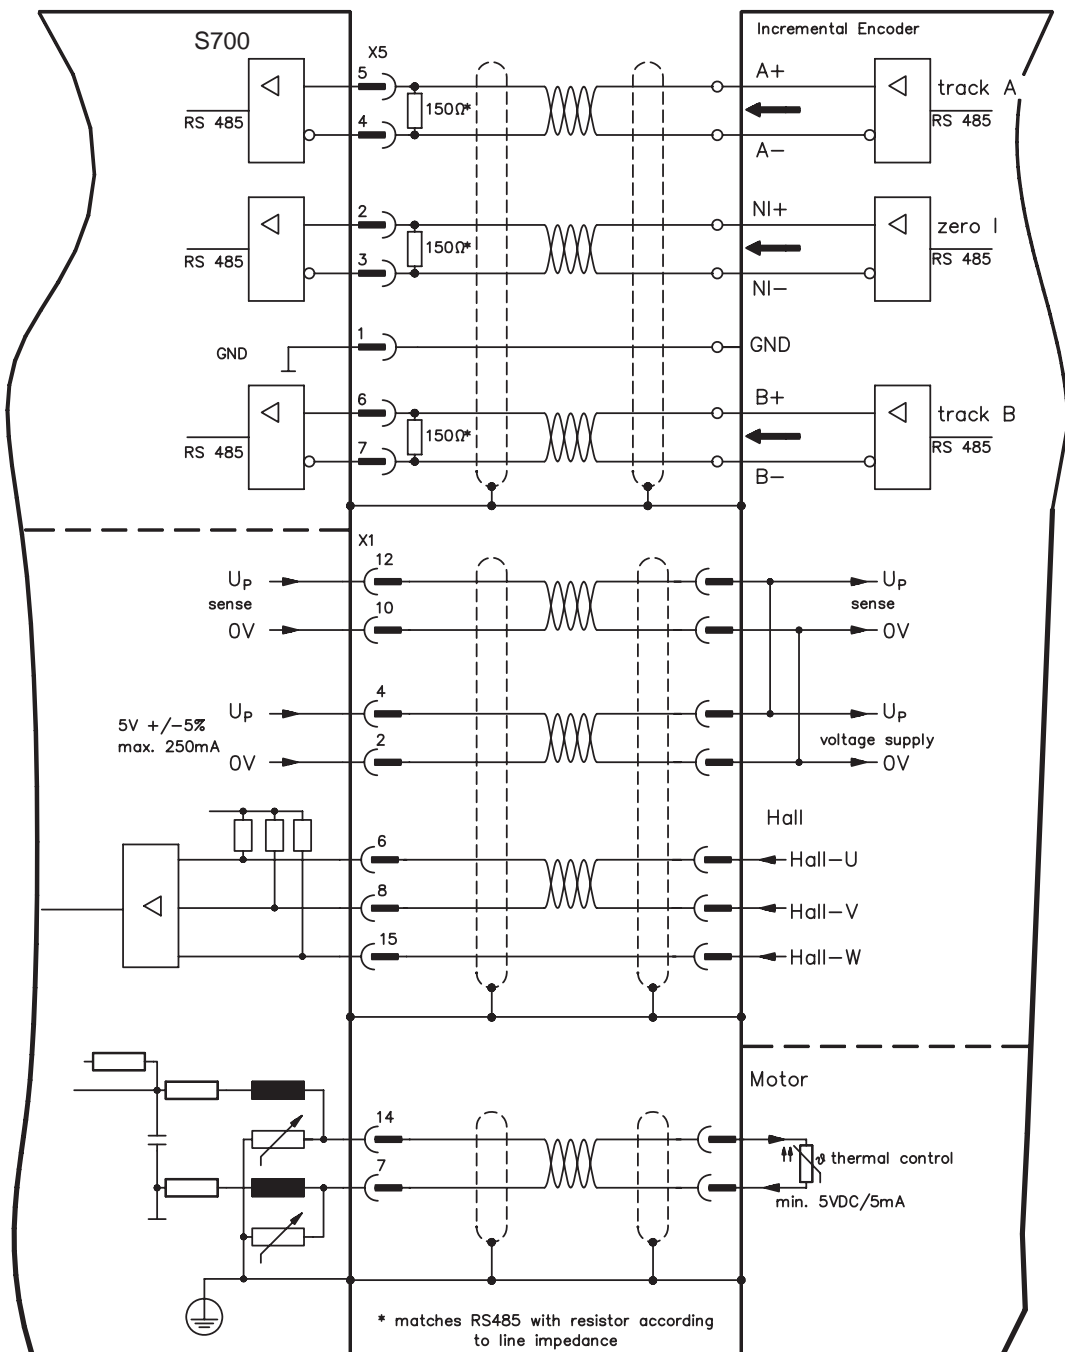 Incremental Encoder
S700
X5
5
A+
track A
150Ω*
RS 485
RS 485
4
A−
2
NI+
zero I
150Ω*
RS 485
RS 485
3
NI−
1
GND
GND
6
B+
track B
150Ω*
RS 485
RS 485
7
B−
X1
12
UP
UP
sense
sense
10
0V
0V
4
UP
UP
5V +/−5%
max. 250mA
voltage supply
2
0V
0V
Hall
6
Hall−U
8
Hall−V
15
Hall−W
Motor
14
ϑ thermal control
7
min. 5VDC/5mA
* matches RS485 with resistor according
to line impedance